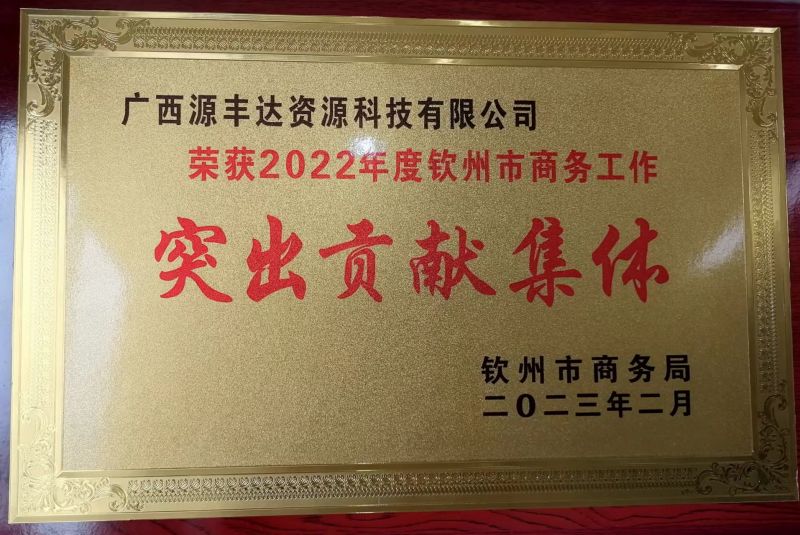 广西源丰达资源科技有限公司
荣获2022年度钦州市商务工作
突出贡献集体
钦州市商务局
二〇二三年二月